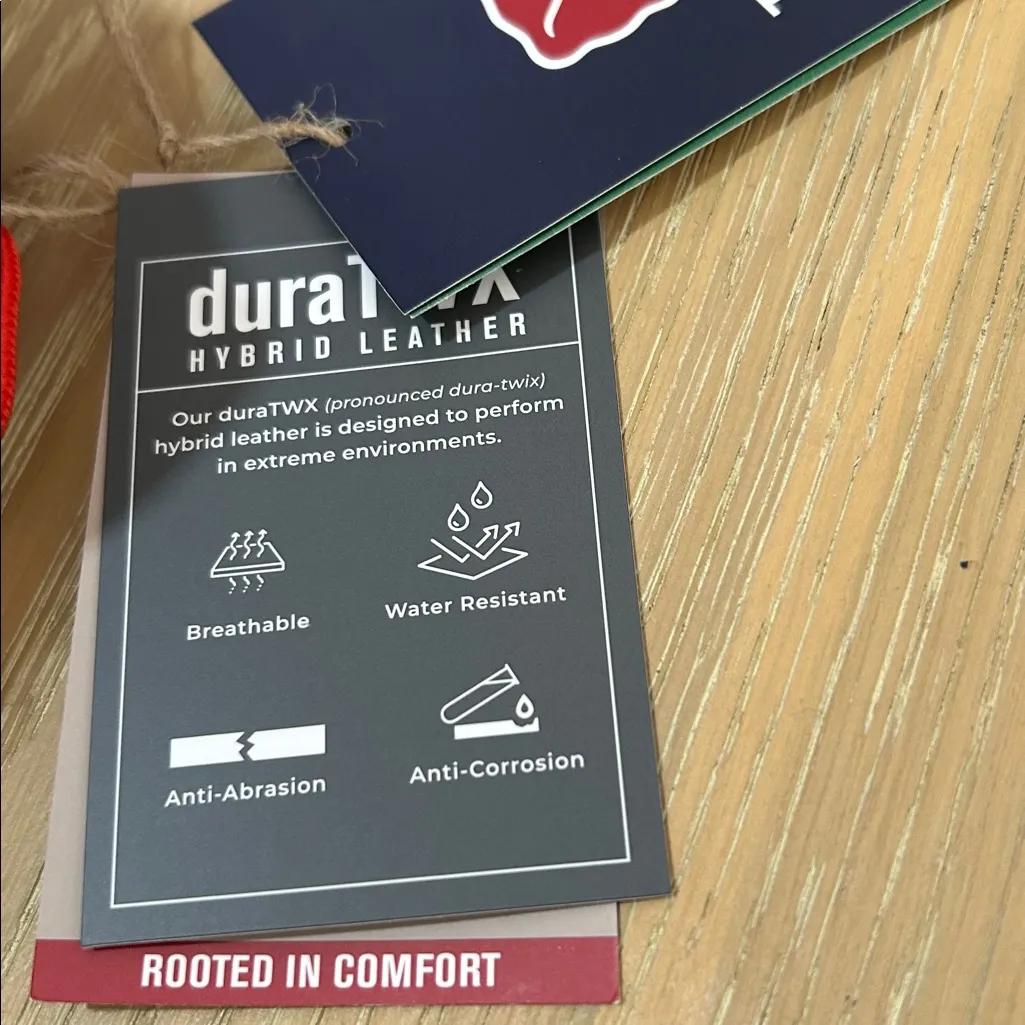 duraTWX
HYBRID LEATHER
Our duraTWX (pronounced dura-twix)
hybrid leather is designed to perform
in extreme environments.
Breathable
Water Resistant
Anti-Abrasion
Anti-Corrosion
ROOTED IN COMFORT